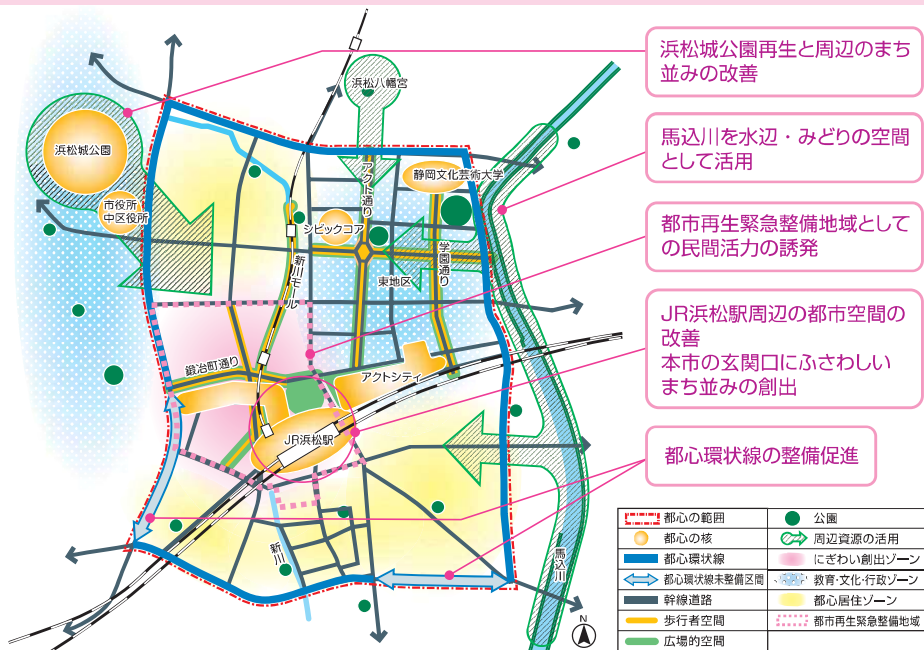 浜松城公園再生と周辺のまち
並みの改善
馬込川を水辺・みどりの空間
として活用
都市再生緊急整備地域として
の民間活力の誘発
JR浜松駅周辺の都市空間の
改善
本市の玄関口にふさわしい
まち並みの創出
都心環状線の整備促進
浜松八幡宮
浜松城公園
市役所
中区役所
アクト通り
静岡文化芸術大学
シビックコア
新川モール
東地区
学園通り
鍛冶町通り
アクトシティ
JR浜松駅
新川
馬込川
N
都心の範囲
公園
都心の核
周辺資源の活用
都心環状線
にぎわい創出ゾーン
都心環状線未整備区間
教育・文化・行政ゾーン
幹線道路
都心居住ゾーン
歩行者空間
都市再生緊急整備地域
広場的空間